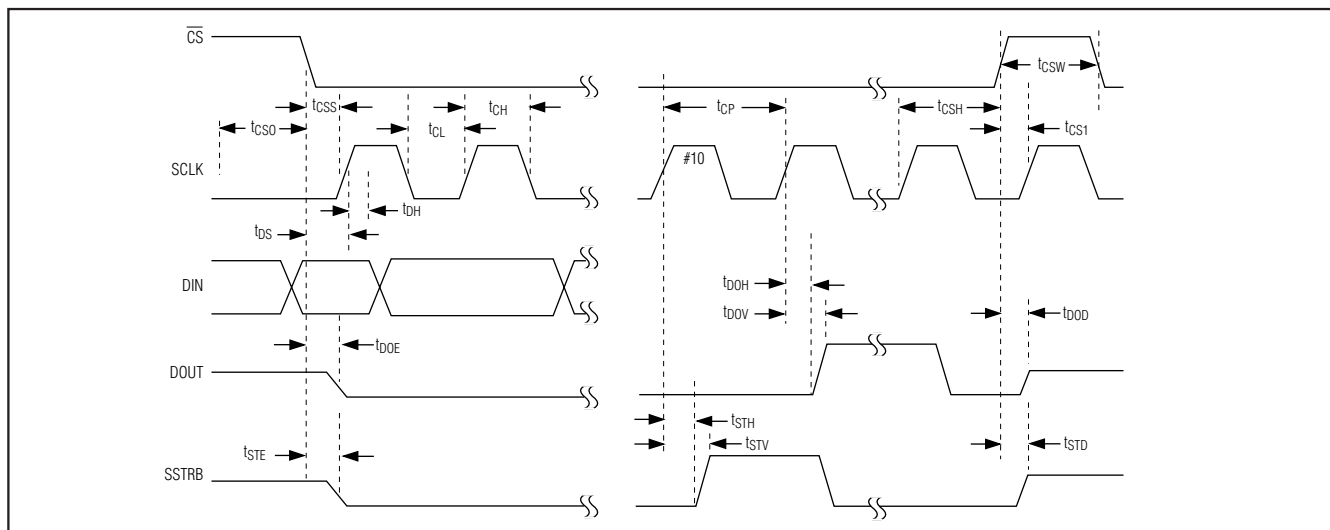 CS
tCSW
tCSS
tCH
tCP
tCSH
tCSO
tCL
tCS1
SCLK
#10
tDH
tDS
DIN
tDOH
tDOV
tDOD
tDOE
DOUT
tSTH
tSTE
tSTV
tSTD
SSTRB